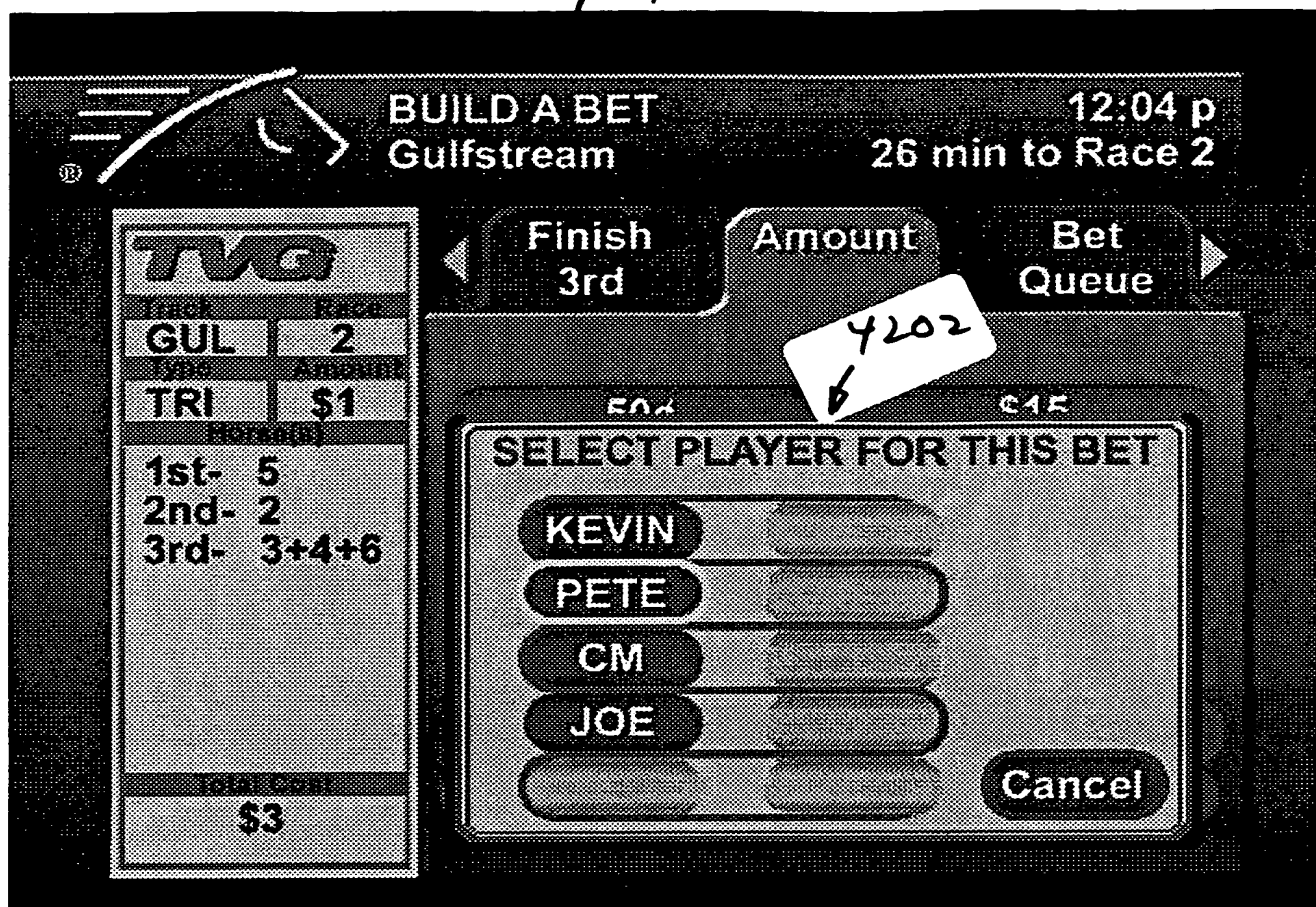 BUILD A BET
Gulfstream
12:04 p
26 min to Race 2
®
TVG
Track Race
GUL 2
Type Amount
TRI $1
Horse(s)
1st- 5
2nd- 2
3rd- 3+4+6
Total Cost
$3
Finish
3rd
Amount
Bet
Queue
4202
50¢ $15
SELECT PLAYER FOR THIS BET
KEVIN
PETE
CM
JOE
Cancel